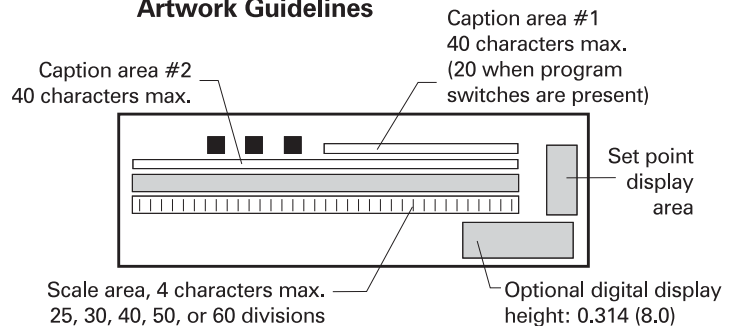 Artwork Guidelines
Caption area #1
40 characters max.
(20 when program
switches are present)
Caption area #2
40 characters max.
Set point
display
area
Scale area, 4 characters max.
25, 30, 40, 50, or 60 divisions
Optional digital display
height: 0.314 (8.0)